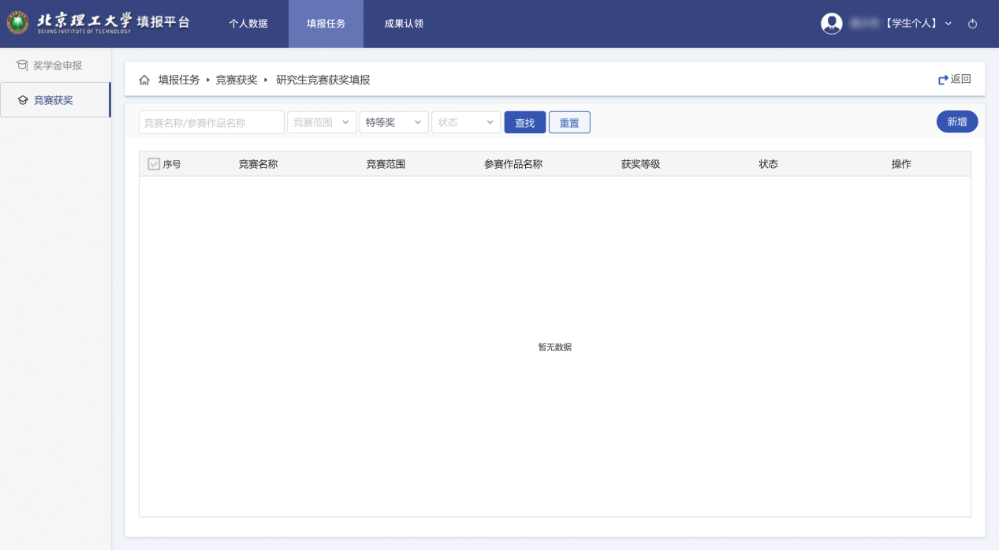 北京理工大学 填报平台
BEIJING INSTITUTE OF TECHNOLOGY
个人数据 填报任务 成果认领
【学生个人】
奖学金申报
竞赛获奖
填报任务 竞赛获奖 研究生竞赛获奖填报 返回
竞赛名称/参赛作品名称 竞赛范围 特等奖 状态 查找 重置 新增
序号 竞赛名称 竞赛范围 参赛作品名称 获奖等级 状态 操作
暂无数据